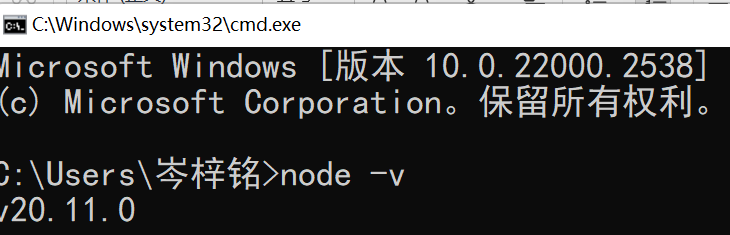 C:\Windows\system32\cmd.exe
Microsoft Windows [版本 10.0.22000.2538]
(c) Microsoft Corporation。保留所有权利。
C:\Users\岑梓铭>node -v
v20.11.0